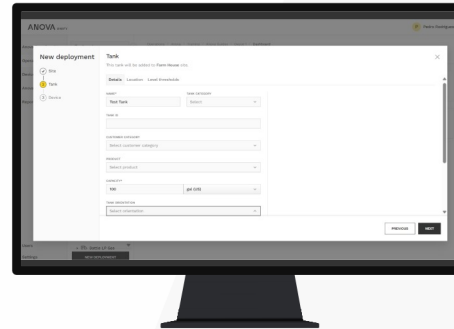 ANOVA
New deployment
Tank
This tank will be added to Farm House site.
Site
Tank
Device
Details Location Level thresholds
NAME*
TANK CATEGORY
Test Tank
Select
TANK ID
CUSTOMER CATEGORY
Select customer category
PRODUCT
Select product
CAPACITY*
gal (US)
TANK ORIENTATION
Select orientation
PREVIOUS
NEXT
Settings
NEW DEPLOYMENT